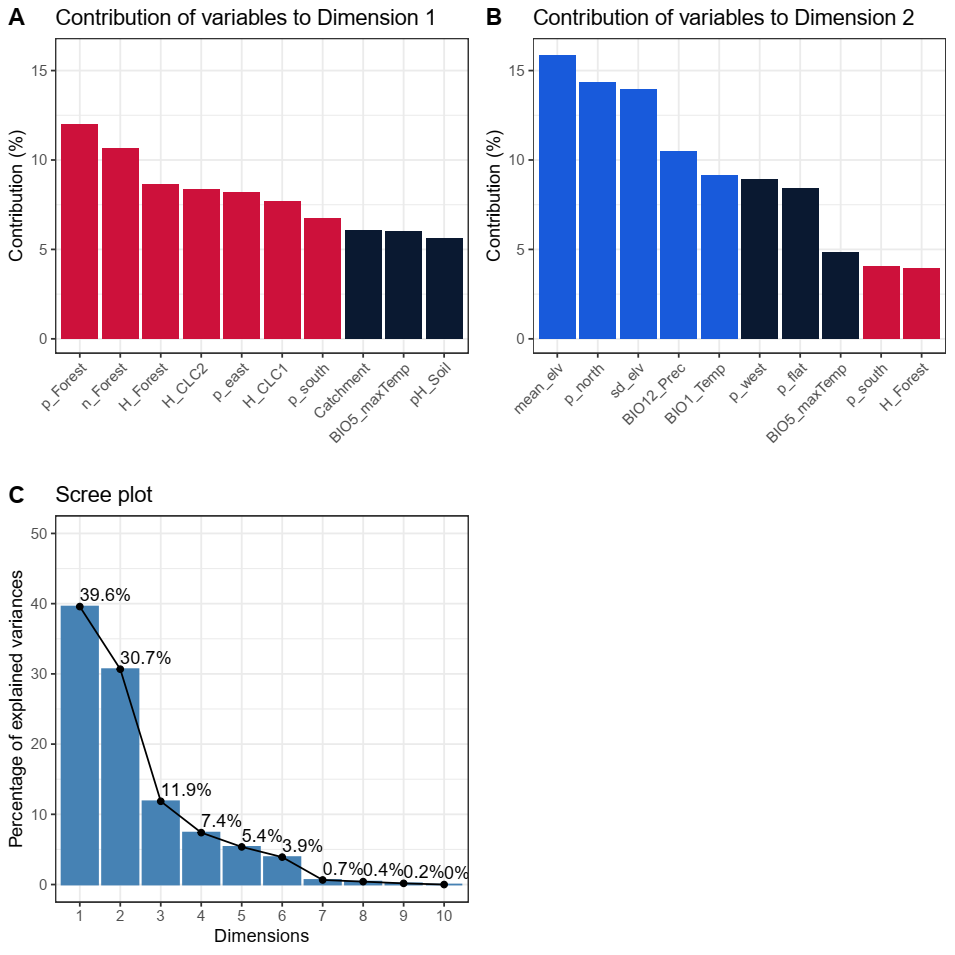 A Contribution of variables to Dimension 1
Contribution (%)
15
10
5
0
p_Forest
n_Forest
H_Forest
H_CLC2
p_east
H_CLC1
p_south
Catchment
BIO5_maxTemp
pH_Soil
B Contribution of variables to Dimension 2
Contribution (%)
15
10
5
0
mean_elv
p_north
sd_elv
BIO12_Prec
BIO1_Temp
p_west
p_flat
BIO5_maxTemp
p_south
H_Forest
C Scree plot
Percentage of explained variances
50
40
30
20
10
0
39.6%
30.7%
11.9%
7.4%
5.4%
3.9%
0.7%
0.4%
0.2%
0%
1 2 3 4 5 6 7 8 9 10
Dimensions